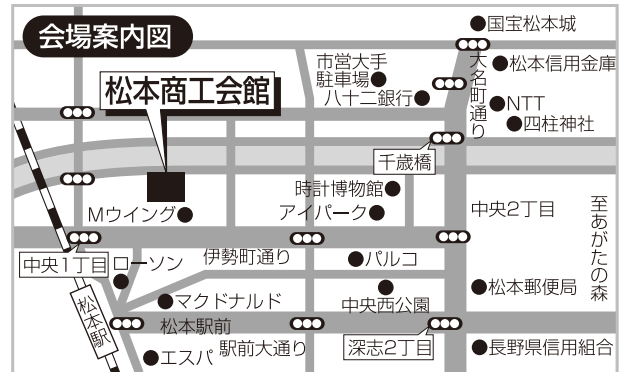 会場案内図
国宝松本城
市営大手
駐車場
大名町通り
松本信用金庫
松本商工会館
八十二銀行
NTT
四柱神社
千歳橋
時計博物館
Mウイング
アイパーク
中央2丁目
至あがたの森
中央1丁目
ローソン
伊勢町通り
パルコ
松本駅
マクドナルド
中央西公園
松本郵便局
松本駅前
エスパ
駅前大通り
深志2丁目
長野県信用組合